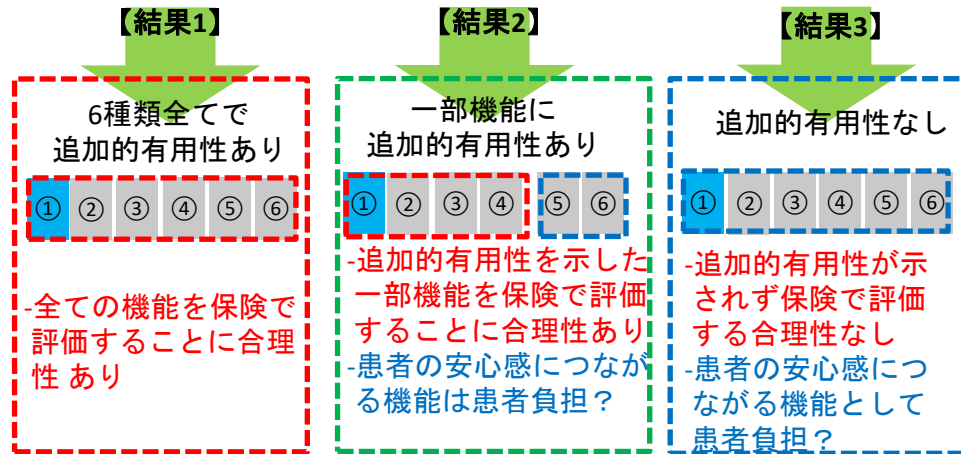 【結果1】
6種類全てで
追加的有用性あり
① ② ③ ④ ⑤ ⑥
-全ての機能を保険で
評価することに合理
性 あり
【結果2】
一部機能に
追加的有用性あり
① ② ③ ④ ⑤ ⑥
-追加的有用性を示した
一部機能を保険で評価
することに合理性あり
-患者の安心感につなが
る機能は患者負担？
【結果3】
追加的有用性なし
① ② ③ ④ ⑤ ⑥
-追加的有用性が示
されず保険で評価
する合理性なし
-患者の安心感につ
ながる機能として
患者負担？